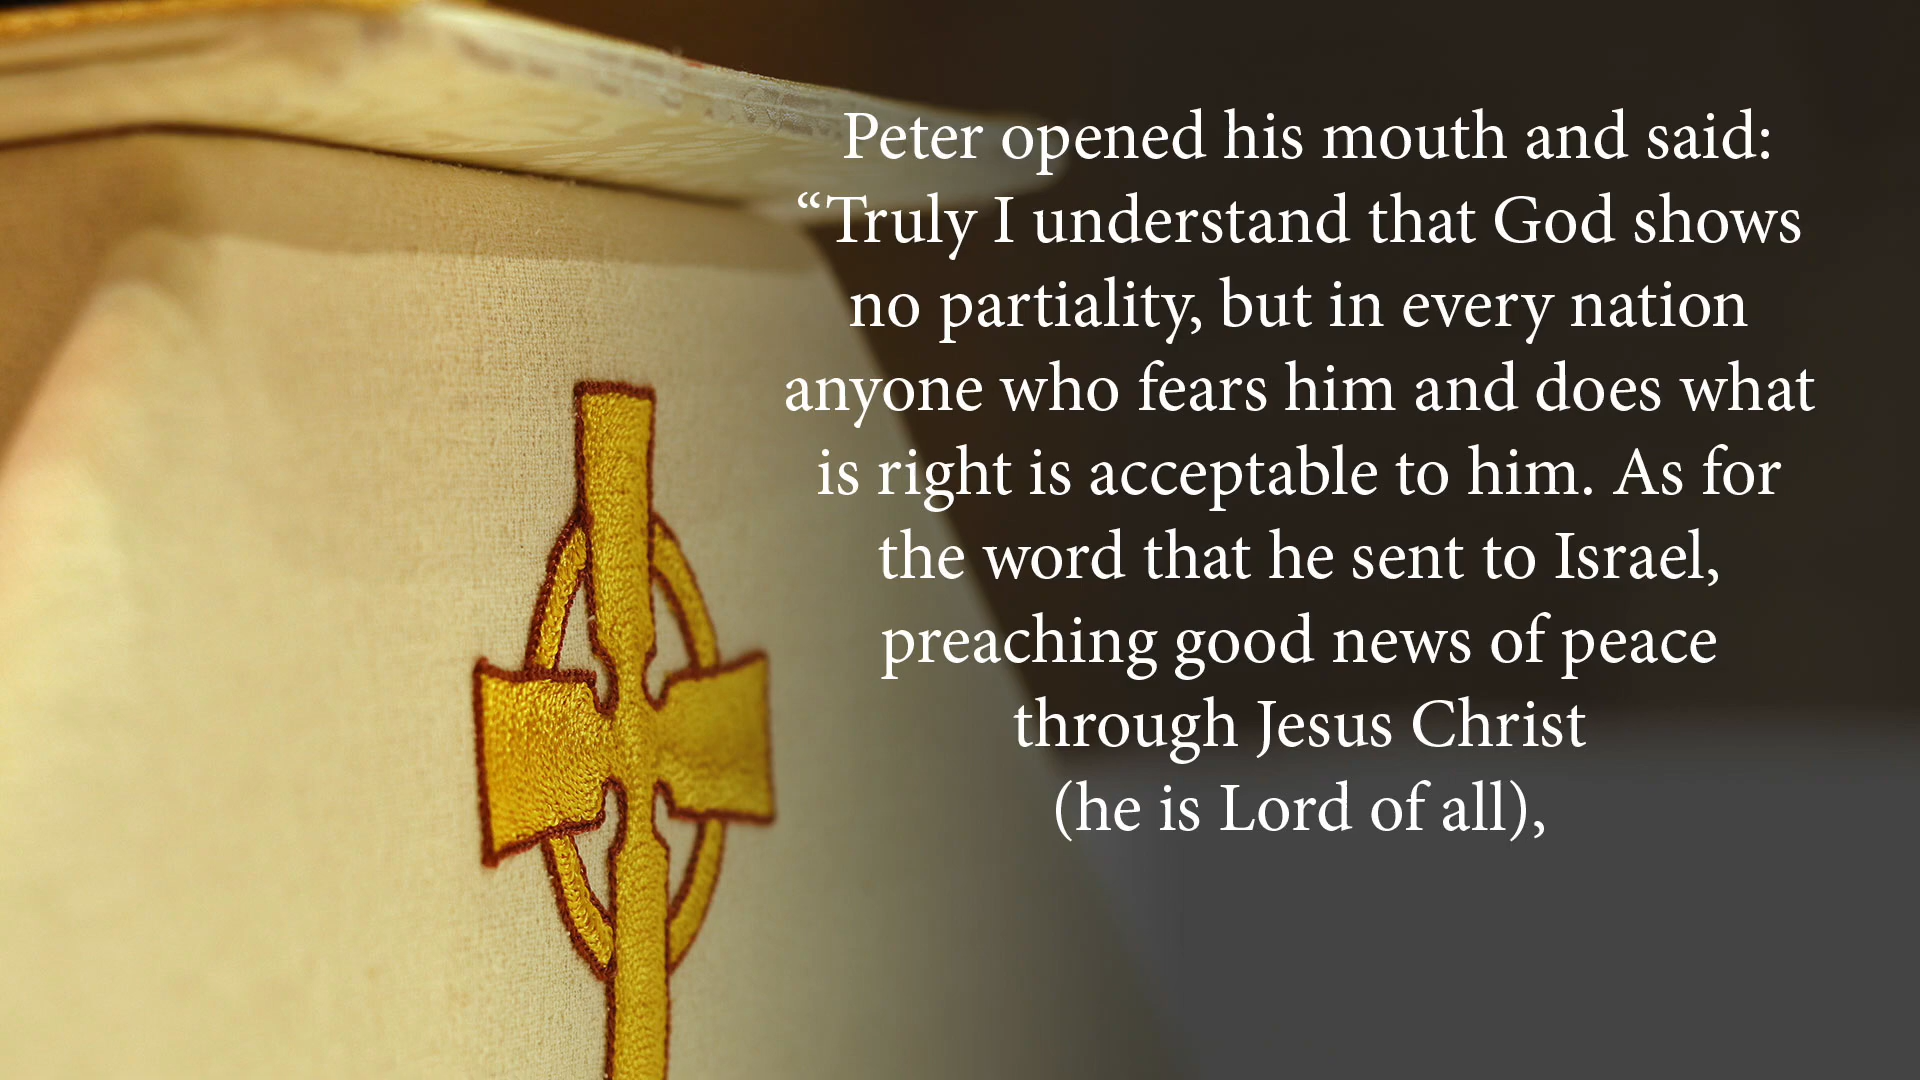 Peter opened his mouth and said:
“Truly I understand that God shows
no partiality, but in every nation
anyone who fears him and does what
is right is acceptable to him. As for
the word that he sent to Israel,
preaching good news of peace
through Jesus Christ
(he is Lord of all),